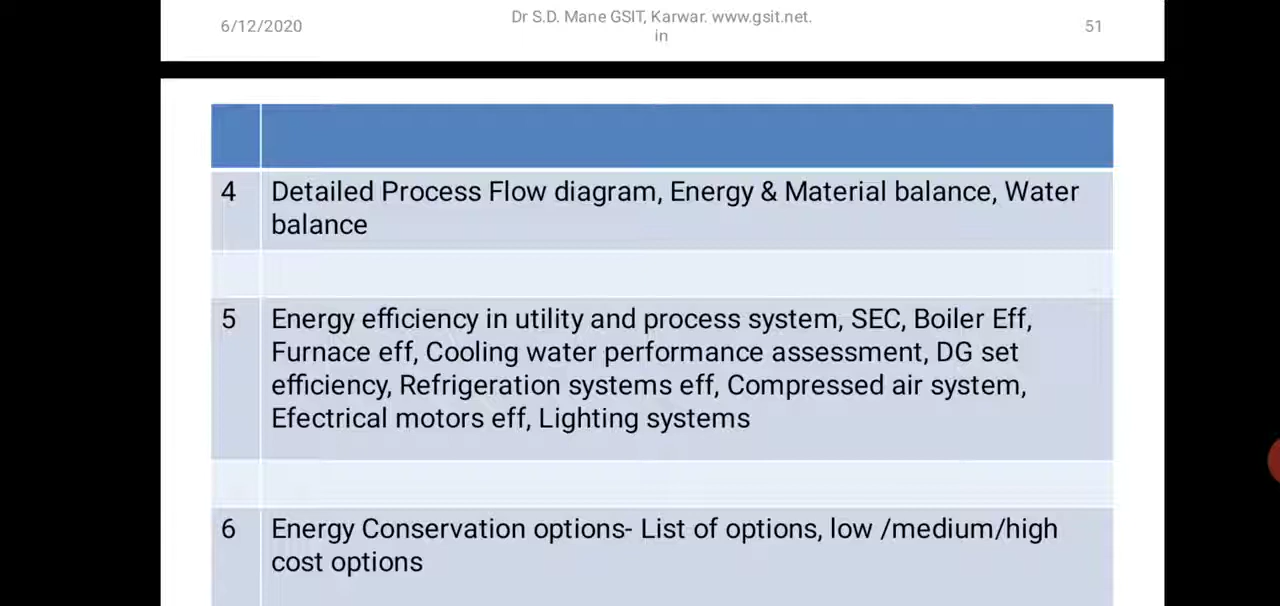 6/12/2020
Dr S.D. Mane GSIT, Karwar. www.gsit.net.
in
51
4
Detailed Process Flow diagram, Energy & Material balance, Water
balance
5
Energy efficiency in utility and process system, SEC, Boiler Eff,
Furnace eff, Cooling water performance assessment, DG set
efficiency, Refrigeration systems eff, Compressed air system,
Efectrical motors eff, Lighting systems
6
Energy Conservation options- List of options, low /medium/high
cost options